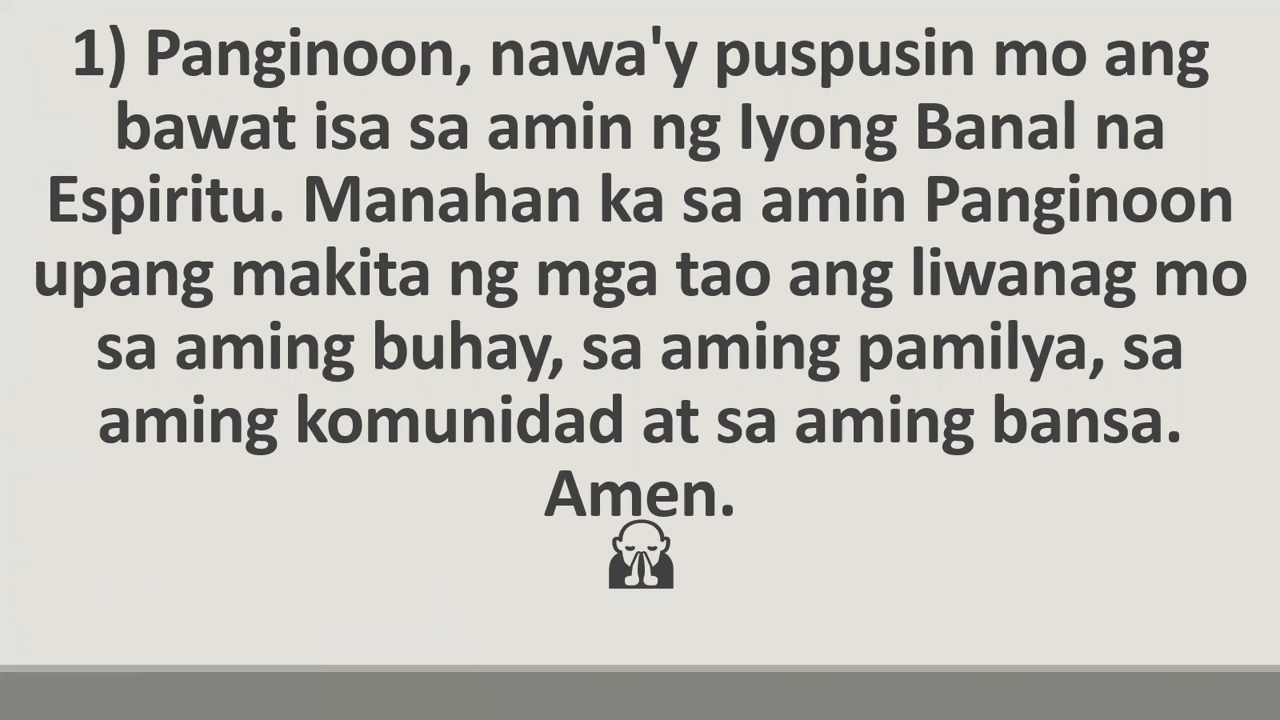 1) Panginoon, nawa'y puspusin mo ang
bawat isa sa amin ng Iyong Banal na
Espiritu. Manahan ka sa amin Panginoon
upang makita ng mga tao ang liwanag mo
sa aming buhay, sa aming pamilya, sa
aming komunidad at sa aming bansa.
Amen.